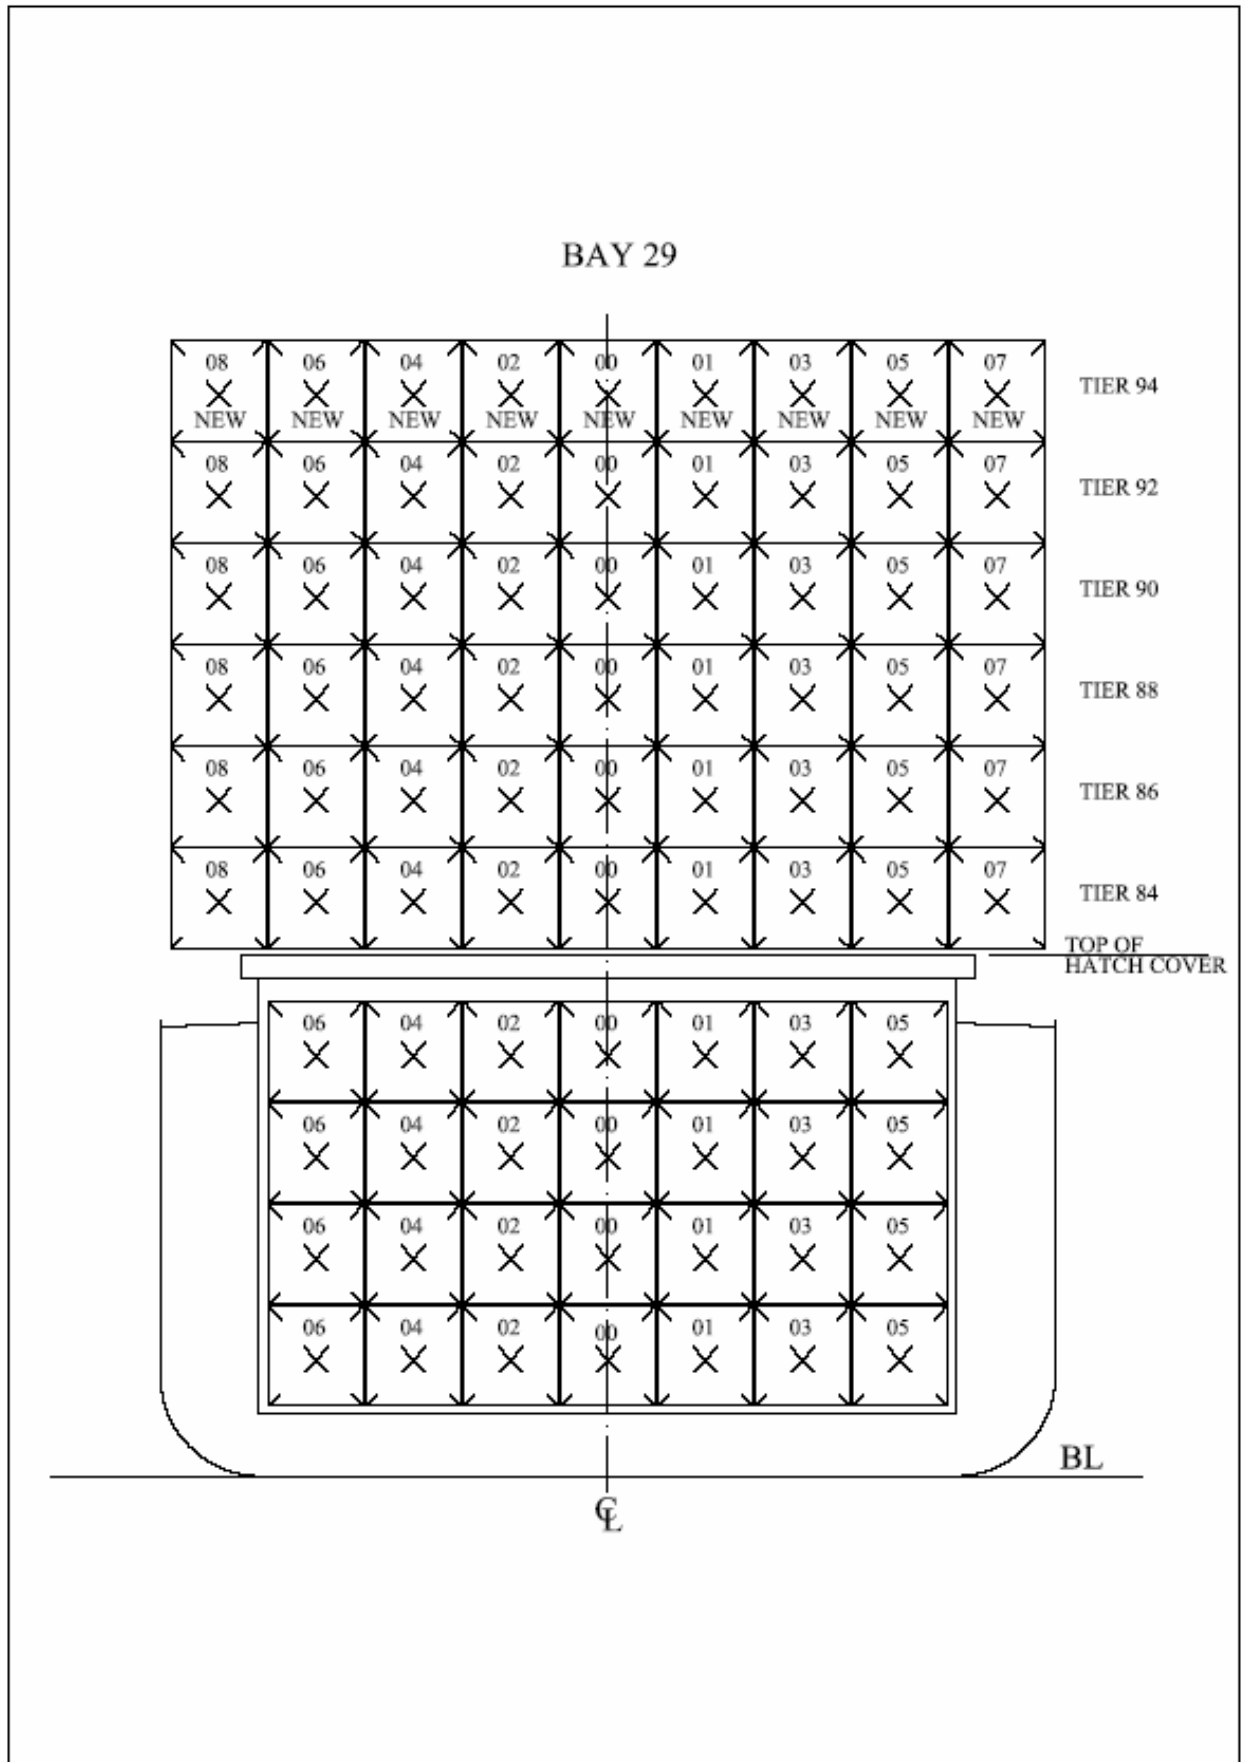 BAY 29
08 06 04 02 00 01 03 05 07 TIER 94
NEW NEW NEW NEW NEW NEW NEW NEW NEW
08 06 04 02 00 01 03 05 07 TIER 92
08 06 04 02 00 01 03 05 07 TIER 90
08 06 04 02 00 01 03 05 07 TIER 88
08 06 04 02 00 01 03 05 07 TIER 86
08 06 04 02 00 01 03 05 07 TIER 84
TOP OF
HATCH COVER
06 04 02 00 01 03 05
06 04 02 00 01 03 05
06 04 02 00 01 03 05
06 04 02 00 01 03 05
BL
CL